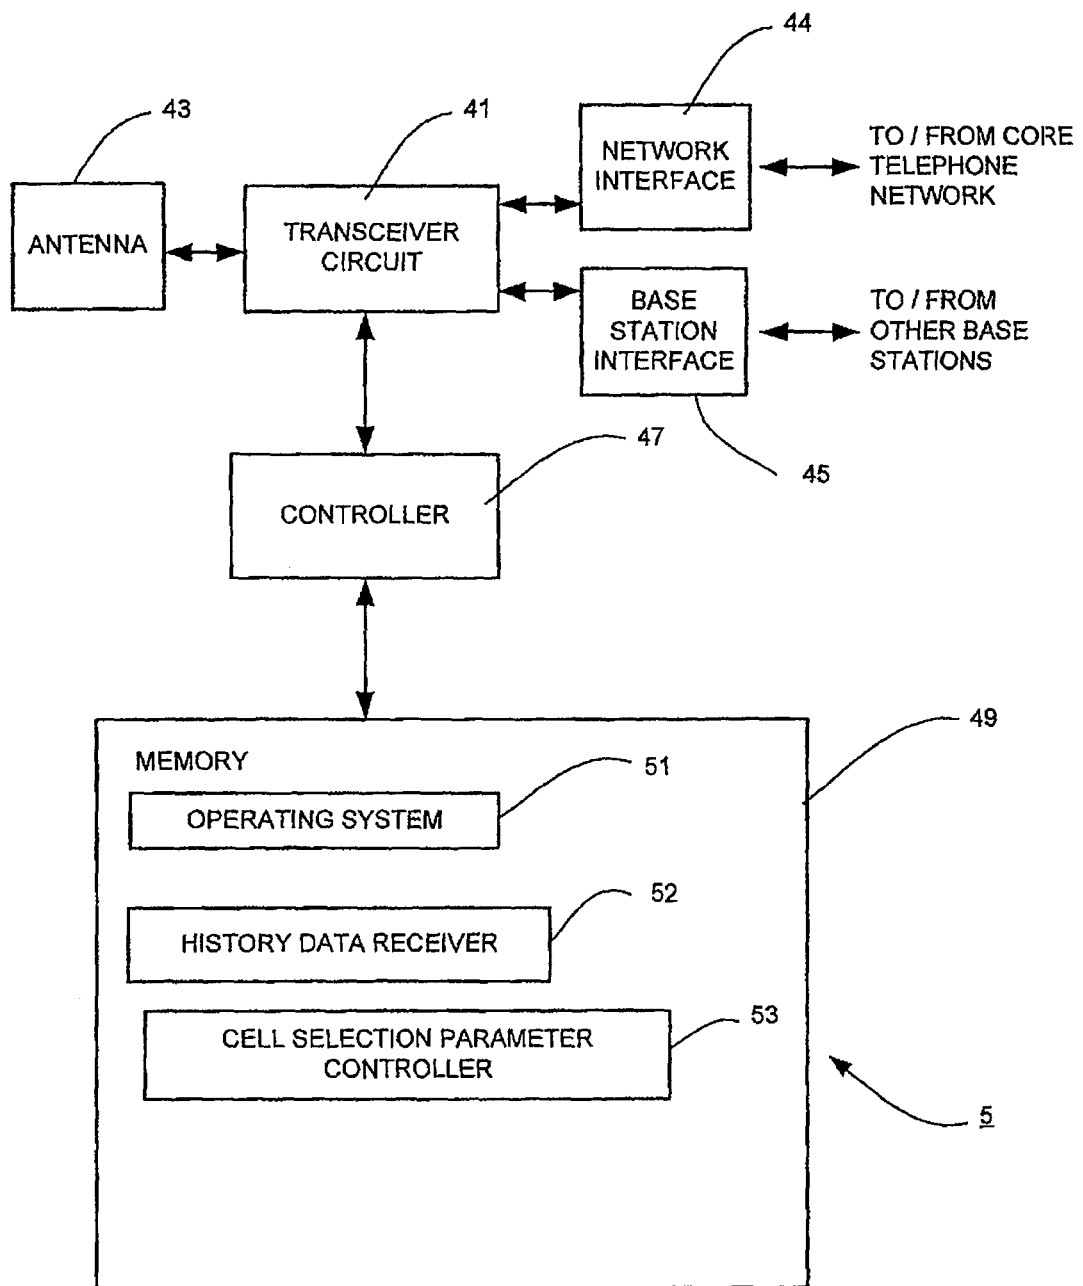 44
43
41
NETWORK
INTERFACE
TO / FROM CORE
TELEPHONE
NETWORK
ANTENNA
TRANSCEIVER
CIRCUIT
BASE
STATION
INTERFACE
TO / FROM
OTHER BASE
STATIONS
47
45
CONTROLLER
49
MEMORY
51
OPERATING SYSTEM
52
HISTORY DATA RECEIVER
53
CELL SELECTION PARAMETER
CONTROLLER
5